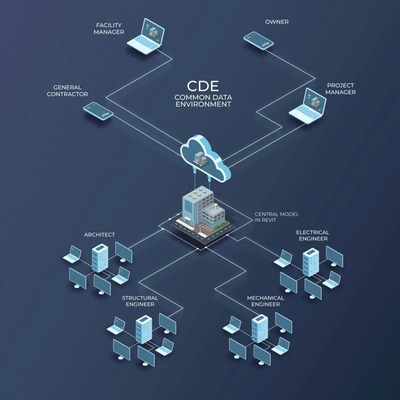 FACILITY
MANAGER
OWNER
CDE
COMMON DATA
ENVIRONMENT
GENERAL
CONTRACTOR
PROJECT
MANAGER
CENTRAL MODEL
IN REVIT
ARCHITECT
ELECTRICAL
ENGINEER
STRUCTURAL
ENGINEER
MECHANICAL
ENGINEER